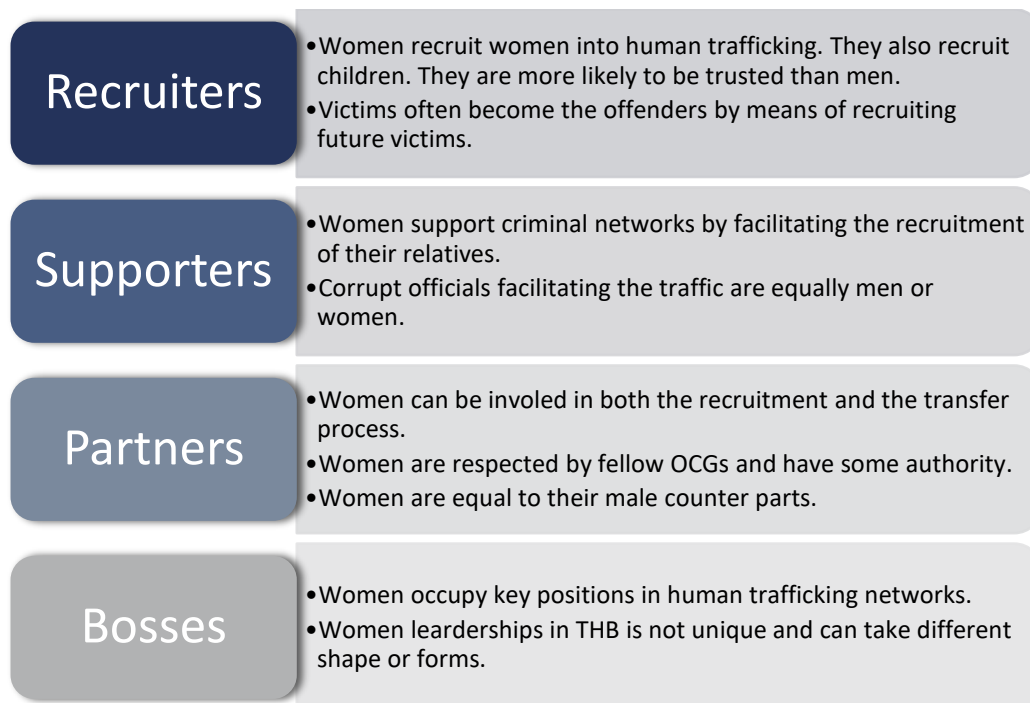 Recruiters
•Women recruit women into human trafficking. They also recruit
children. They are more likely to be trusted than men.
•Victims often become the offenders by means of recruiting
future victims.
Supporters
•Women support criminal networks by facilitating the recruitment
of their relatives.
•Corrupt officials facilitating the traffic are equally men or
women.
Partners
•Women can be involed in both the recruitment and the transfer
process.
•Women are respected by fellow OCGs and have some authority.
•Women are equal to their male counter parts.
Bosses
•Women occupy key positions in human trafficking networks.
•Women learderships in THB is not unique and can take different
shape or forms.